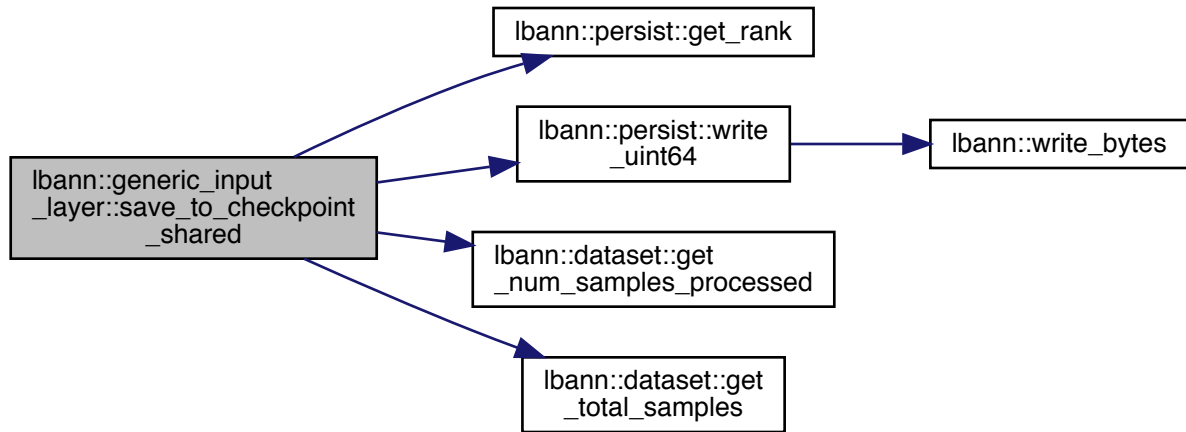 lbann::generic_input
_layer::save_to_checkpoint
_shared
lbann::persist::get_rank
lbann::persist::write
_uint64
lbann::write_bytes
lbann::dataset::get
_num_samples_processed
lbann::dataset::get
_total_samples